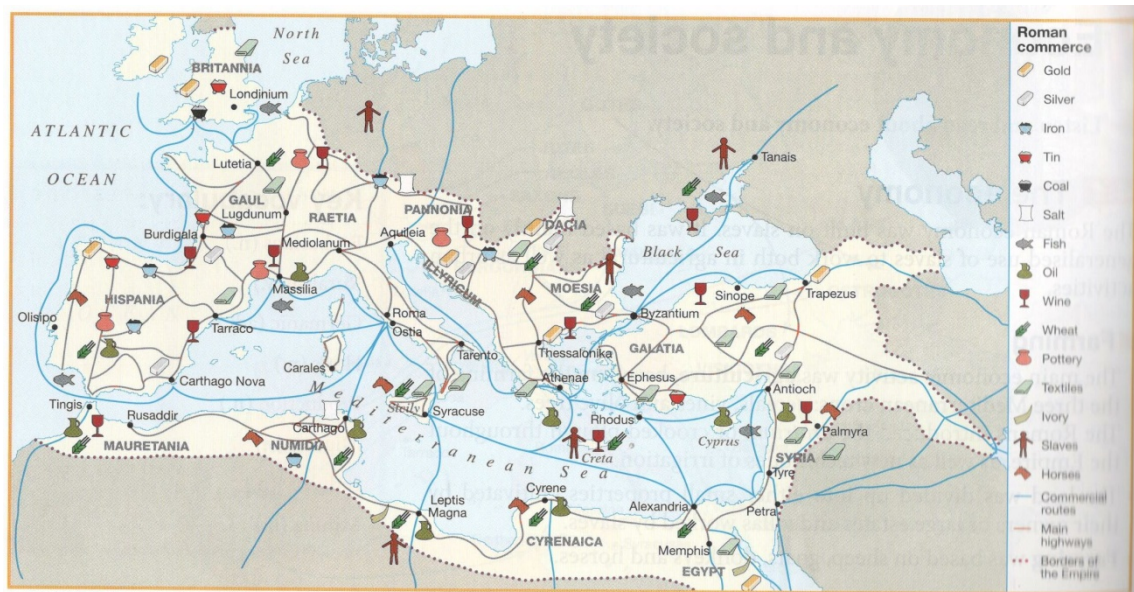 onomy and society
North
Sea
BRITANNIA
Londinium
ATLANTIC
OCEAN
Lutetia
GAUL
Lugdunum
RAETIA
PANNONIA
DACIA
Tanais
Burdigala
Mediolanum
Aquileia
ILLYRICUM
MOESIA
Black Sea
Massilia
HISPANIA
Olisipo
Tarraco
Roma
Ostia
Tarento
Thessalonika
Byzantium
Sinope
Trapezus
GALATIA
Carales
Carthago Nova
Athenae
Ephesus
Antioch
Tingis
Rusaddir
Sicily
Syracuse
Rhodus
Cyprus
Palmyra
MAURETANIA
NUMIDIA
Carthago
Mediterranean Sea
Creta
SYRIA
Tyre
Leptis
Magna
Cyrene
Alexandria
Petra
CYRENAICA
Memphis
EGYPT
Roman
commerce
Gold
Silver
Iron
Tin
Coal
Salt
Fish
Oil
Wine
Wheat
Pottery
Textiles
Ivory
Slaves
Horses
Commercial
routes
Main
highways
Borders of
the Empire